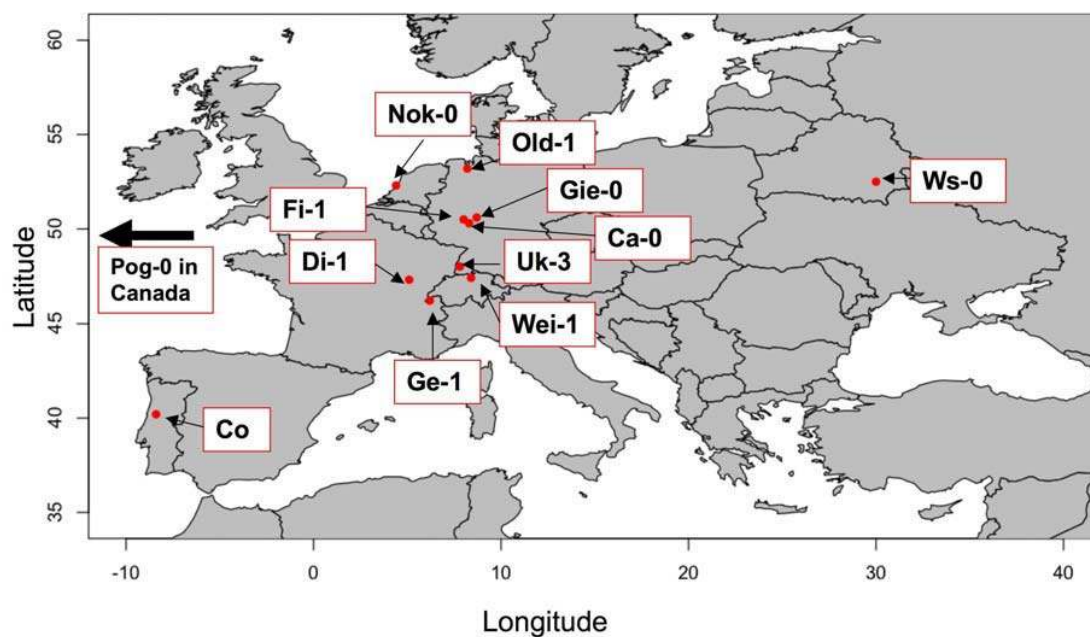 60
55
50
45
40
35
Latitude
Nok-0
Old-1
Gie-0
Ws-0
Fi-1
Ca-0
Pog-0 in
Canada
Di-1
Uk-3
Wei-1
Ge-1
Co
-10
0
10
20
30
40
Longitude